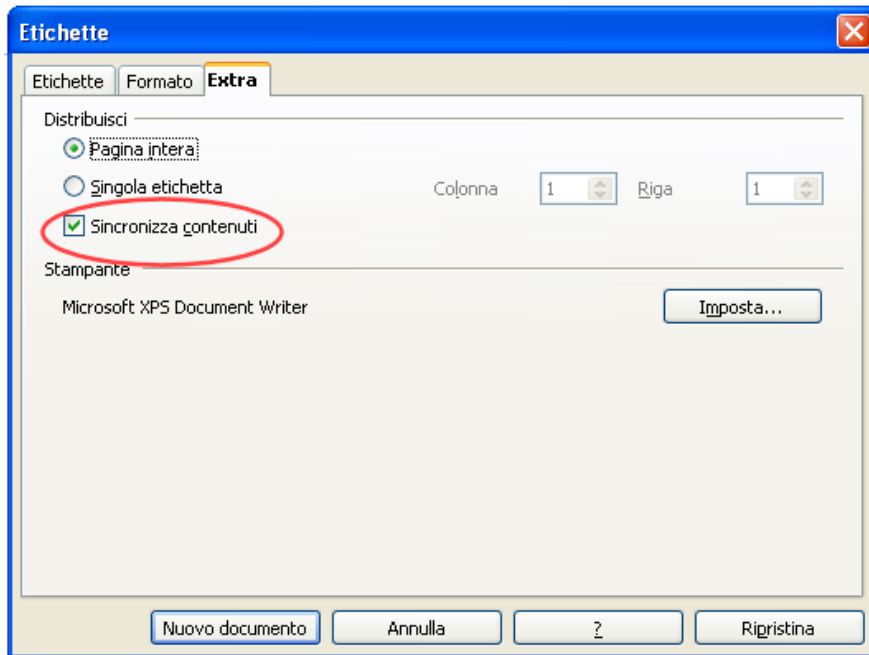 Etichette
Etichette Formato Extra
Distribuisci
Pagina intera
Singola etichetta Colonna 1 Riga 1
Sincronizza contenuti
Stampante
Microsoft XPS Document Writer Imposta...
Nuovo documento Annulla ? Ripristina